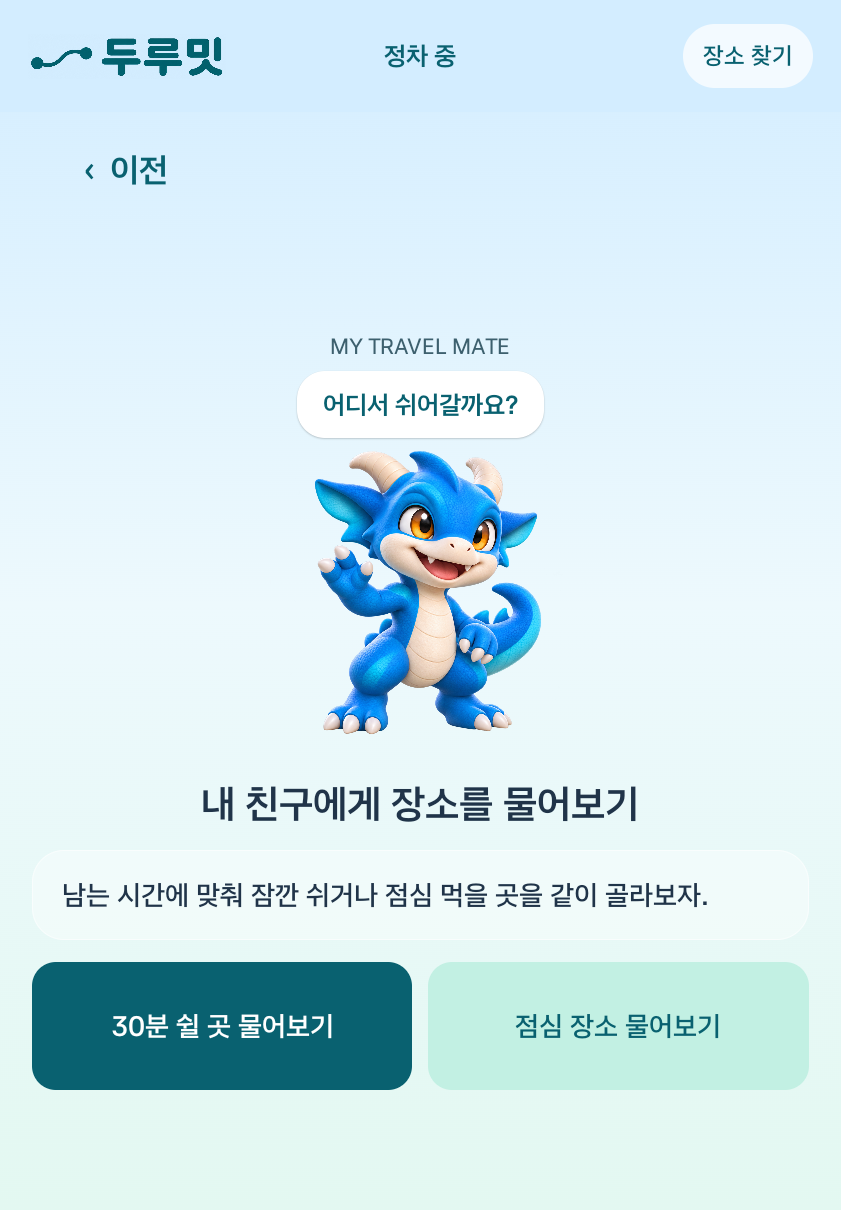 두루밋
정차 중
장소 찾기
‹ 이전
MY TRAVEL MATE
어디서 쉬어갈까요?
내 친구에게 장소를 물어보기
남는 시간에 맞춰 잠깐 쉬거나 점심 먹을 곳을 같이 골라보자.
30분 쉴 곳 물어보기
점심 장소 물어보기